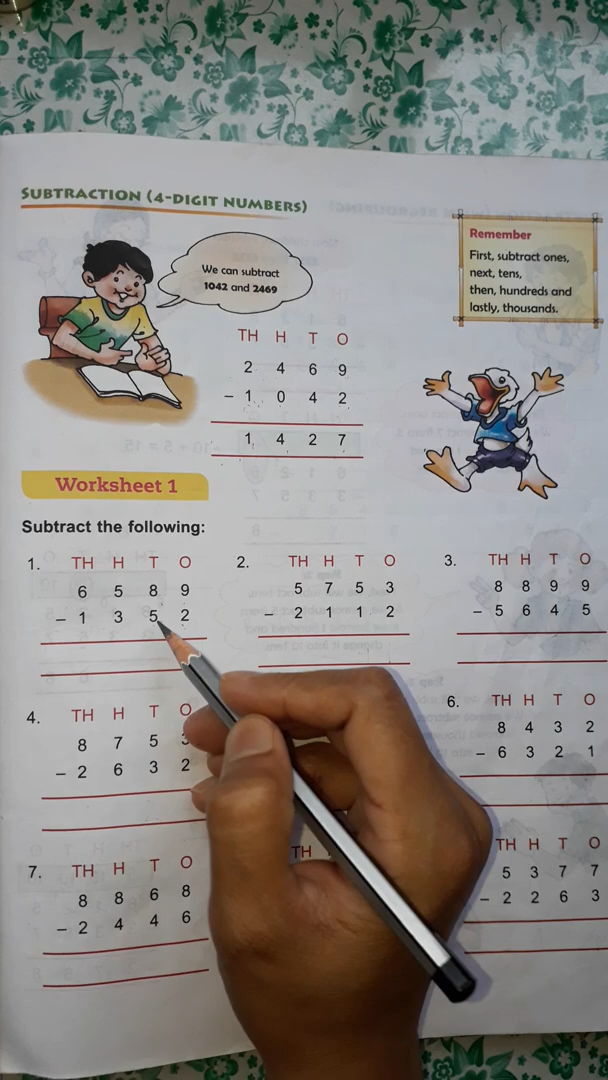 SUBTRACTION (4-DIGIT NUMBERS)
We can subtract
1042 and 2469
Remember
First, subtract ones,
next, tens,
then, hundreds and
lastly, thousands.
TH H T O
2 4 6 9
– 1 0 4 2
1 4 2 7
Worksheet 1
Subtract the following:
1. TH H T O
6 5 8 9
– 1 3 5 2
2. TH H T O
5 7 5 3
– 2 1 1 2
3. TH H T O
8 8 9 9
– 5 6 4 5
4. TH H T O
8 7 5
– 2 6 3 2
6. TH H T O
8 4 3 2
– 6 3 2 1
7. TH H T O
8 8 6 8
– 2 4 4 6
TH
TH H T O
5 3 7 7
– 2 2 6 3